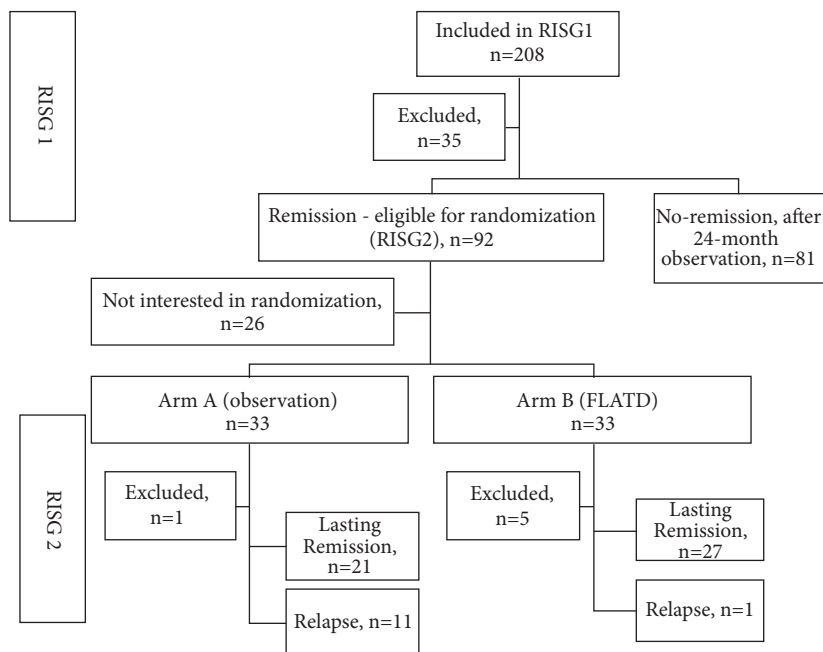 RISG 1
Included in RISG1
n=208
Excluded,
n=35
Remission - eligible for randomization
(RISG2), n=92
No-remission, after
24-month
observation, n=81
Not interested in randomization,
n=26
RISG 2
Arm A (observation)
n=33
Arm B (FLATD)
n=33
Excluded,
n=1
Lasting
Remission,
n=21
Relapse, n=11
Excluded,
n=5
Lasting
Remission,
n=27
Relapse, n=1